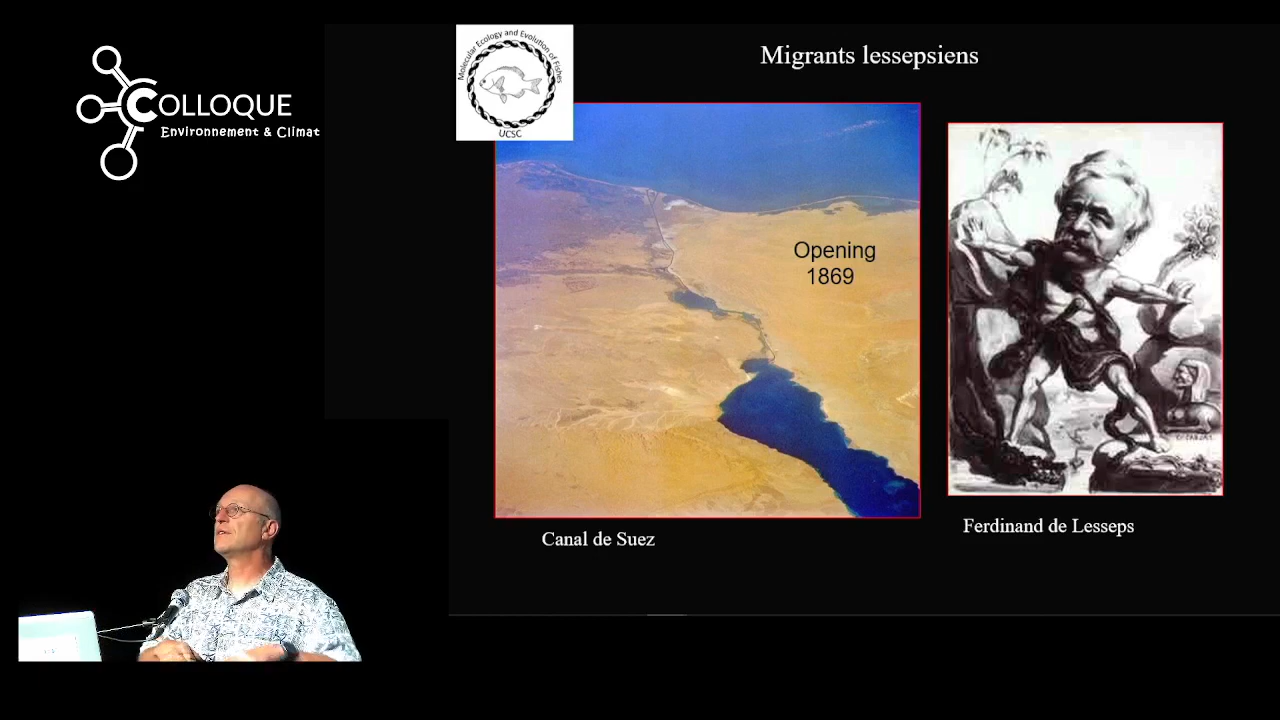 COLLOQUE
Environnement & Climat
Molecular Ecology and Evolution of Fishes
UCSC
Migrants lessepsiens
Opening
1869
Canal de Suez
Ferdinand de Lesseps